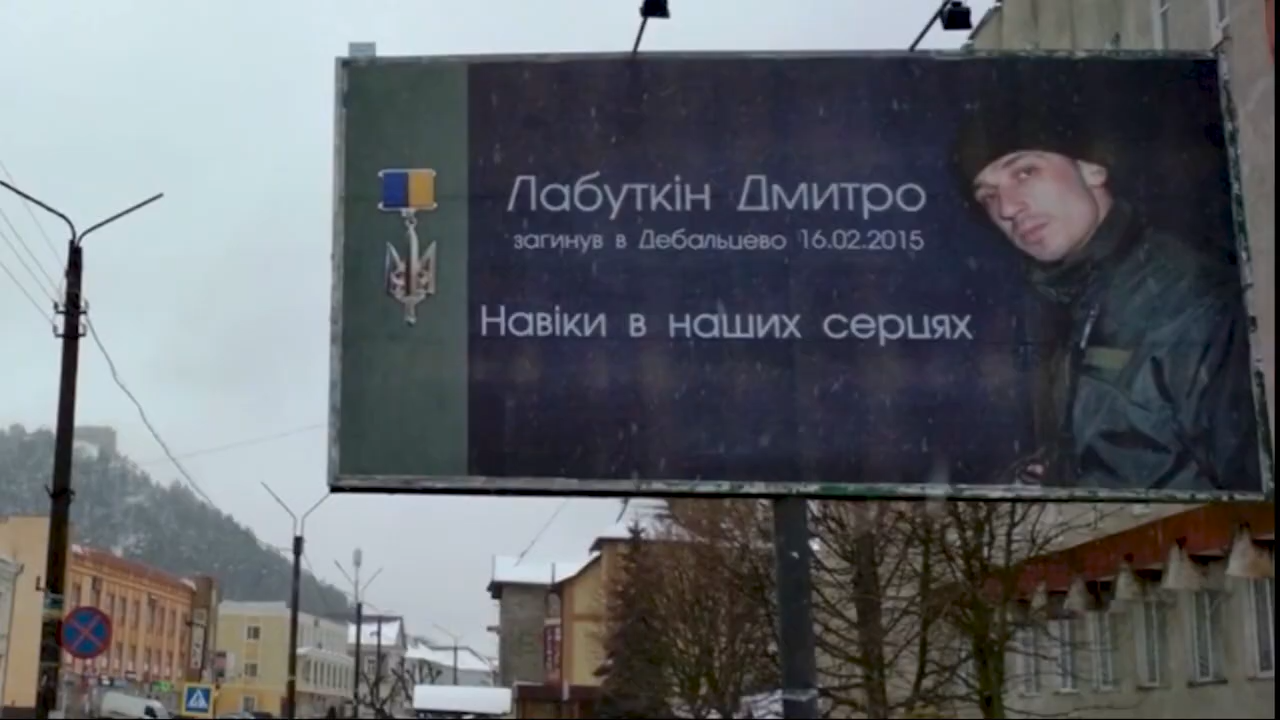 Лабуткін Дмитро
загинув в Дебальцево 16.02.2015
Навіки в наших серцях